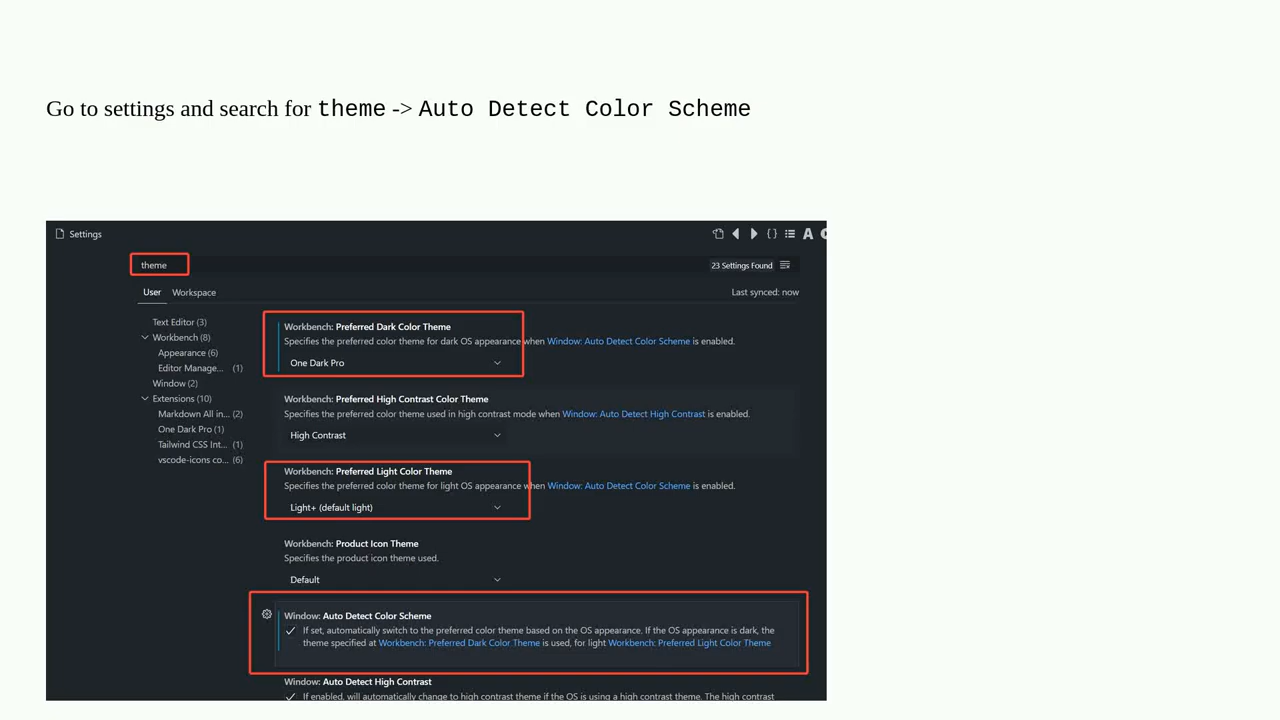 Go to settings and search for theme -> Auto Detect Color Scheme
Settings
theme
23 Settings Found
User Workspace
Last synced: now
Text Editor (3)
Workbench (8)
Appearance (6)
Editor Manage... (1)
Window (2)
Extensions (10)
Markdown All in... (2)
One Dark Pro (1)
Tailwind CSS Int... (1)
vscode-icons co... (6)
Workbench: Preferred Dark Color Theme
Specifies the preferred color theme for dark OS appearance when Window: Auto Detect Color Scheme is enabled.
One Dark Pro
Workbench: Preferred High Contrast Color Theme
Specifies the preferred color theme used in high contrast mode when Window: Auto Detect High Contrast is enabled.
High Contrast
Workbench: Preferred Light Color Theme
Specifies the preferred color theme for light OS appearance when Window: Auto Detect Color Scheme is enabled.
Light+ (default light)
Workbench: Product Icon Theme
Specifies the product icon theme used.
Default
Window: Auto Detect Color Scheme
If set, automatically switch to the preferred color theme based on the OS appearance. If the OS appearance is dark, the
theme specified at Workbench: Preferred Dark Color Theme is used, for light Workbench: Preferred Light Color Theme
Window: Auto Detect High Contrast
If enabled, will automatically change to high contrast theme if the OS is using a high contrast theme. The high contrast